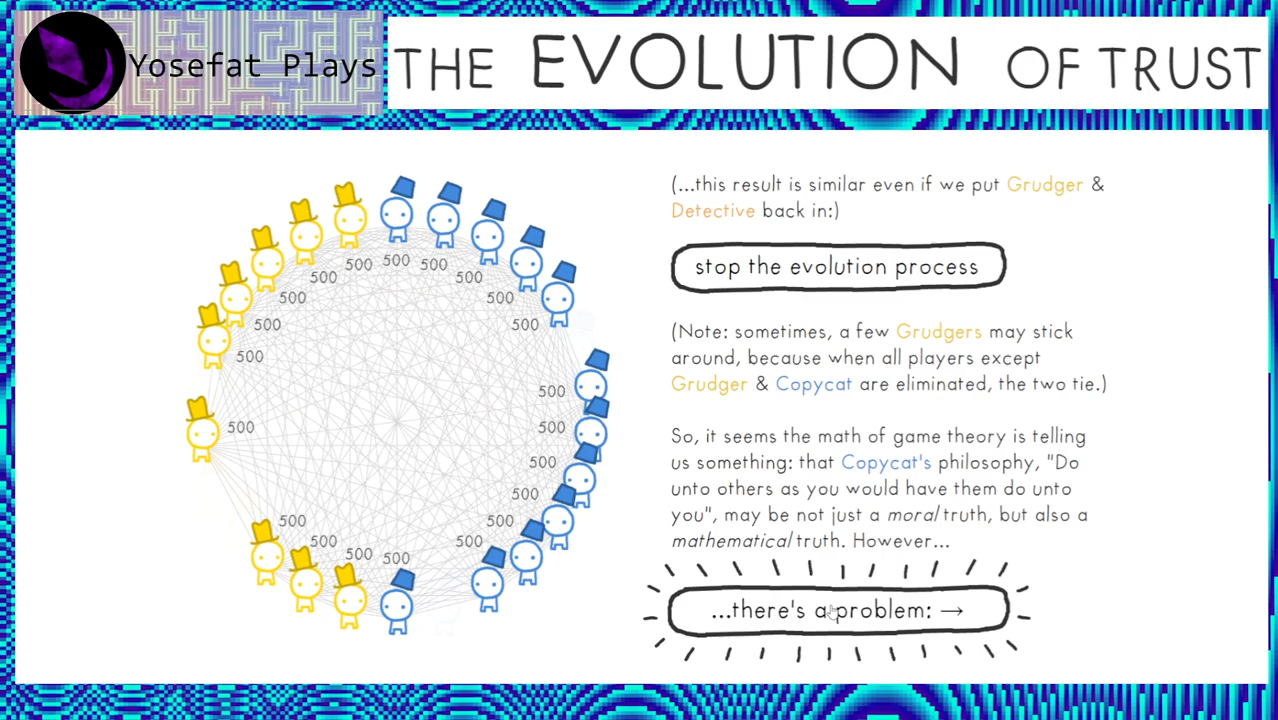 Yosefat Plays
THE EVOLUTION OF TRUST
500 500 500
500 500
500 500
500 500
500
500
500 500
500
500
500 500
500 500
500 500
(...this result is similar even if we put Grudger &
Detective back in:)
stop the evolution process
(Note: sometimes, a few Grudgers may stick
around, because when all players except
Grudger & Copycat are eliminated, the two tie.)
So, it seems the math of game theory is telling
us something: that Copycat's philosophy, "Do
unto others as you would have them do unto
you", may be not just a moral truth, but also a
mathematical truth. However...
...there's a problem: →